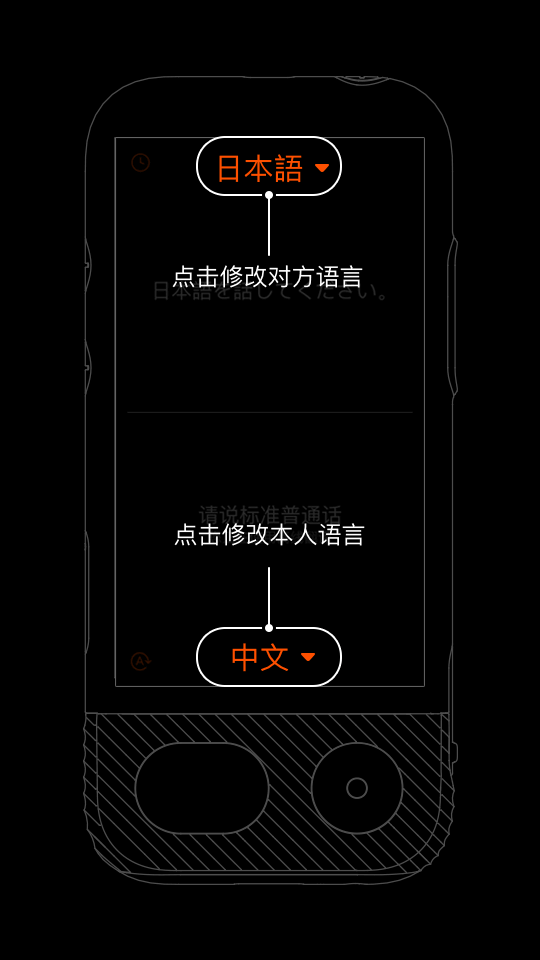 日本語
点击修改对方语言
日本語を話してください。
请说标准普通话
点击修改本人语言
中文